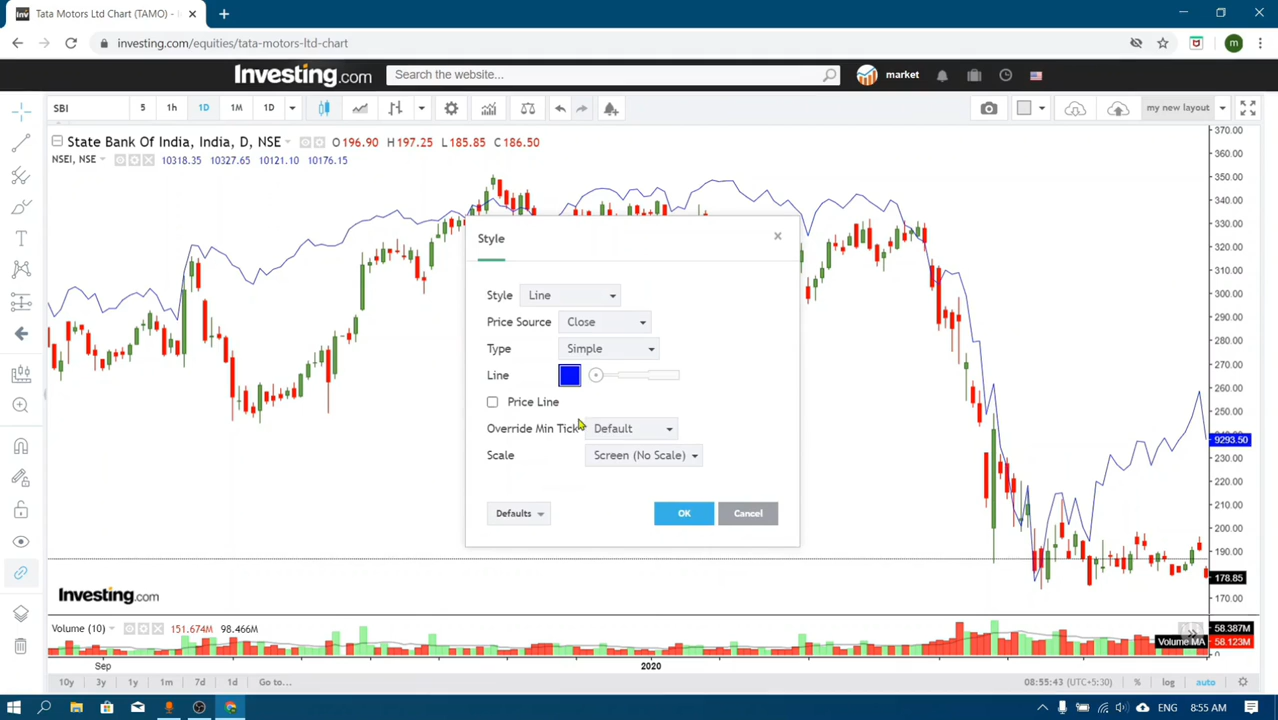 Inv Tata Motors Ltd Chart (TAMO) - I
investing.com/equities/tata-motors-ltd-chart
m
Investing.com
Search the website...
market
SBI 5 1h 1D 1M 1D my new layout
State Bank Of India, India, D, NSE O 196.90 H 197.25 L 185.85 C 186.50
NSEI, NSE 10318.35 10327.65 10121.10 10176.15
370.00
360.00
350.00
340.00
330.00
320.00
310.00
300.00
290.00
280.00
270.00
260.00
250.00
9293.50
230.00
220.00
210.00
200.00
190.00
178.85
170.00
Style
Style Line
Price Source Close
Type Simple
Line
Price Line
Override Min Tick Default
Scale Screen (No Scale)
Defaults OK Cancel
Investing.com
Volume (10) 151.674M 98.466M
58.387M
Volume MA 58.123M
0
Sep 2020
10y 3y 1y 1m 7d 1d Go to... 08:55:43 (UTC+5:30) % log auto
ENG 8:55 AM